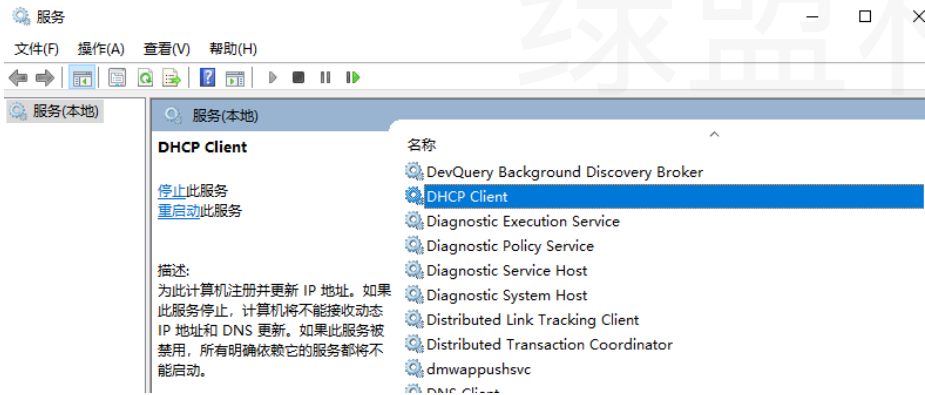 服务
文件(F) 操作(A) 查看(V) 帮助(H)
服务(本地)
服务(本地)
DHCP Client
停止此服务
重启动此服务
描述:
为此计算机注册并更新 IP 地址。如果
此服务停止，计算机将不能接收动态
IP 地址和 DNS 更新。如果此服务被
禁用，所有明确依赖它的服务都将不
能启动。
名称
DevQuery Background Discovery Broker
DHCP Client
Diagnostic Execution Service
Diagnostic Policy Service
Diagnostic Service Host
Diagnostic System Host
Distributed Link Tracking Client
Distributed Transaction Coordinator
dmwappushsvc
DNS Client
绿盟科